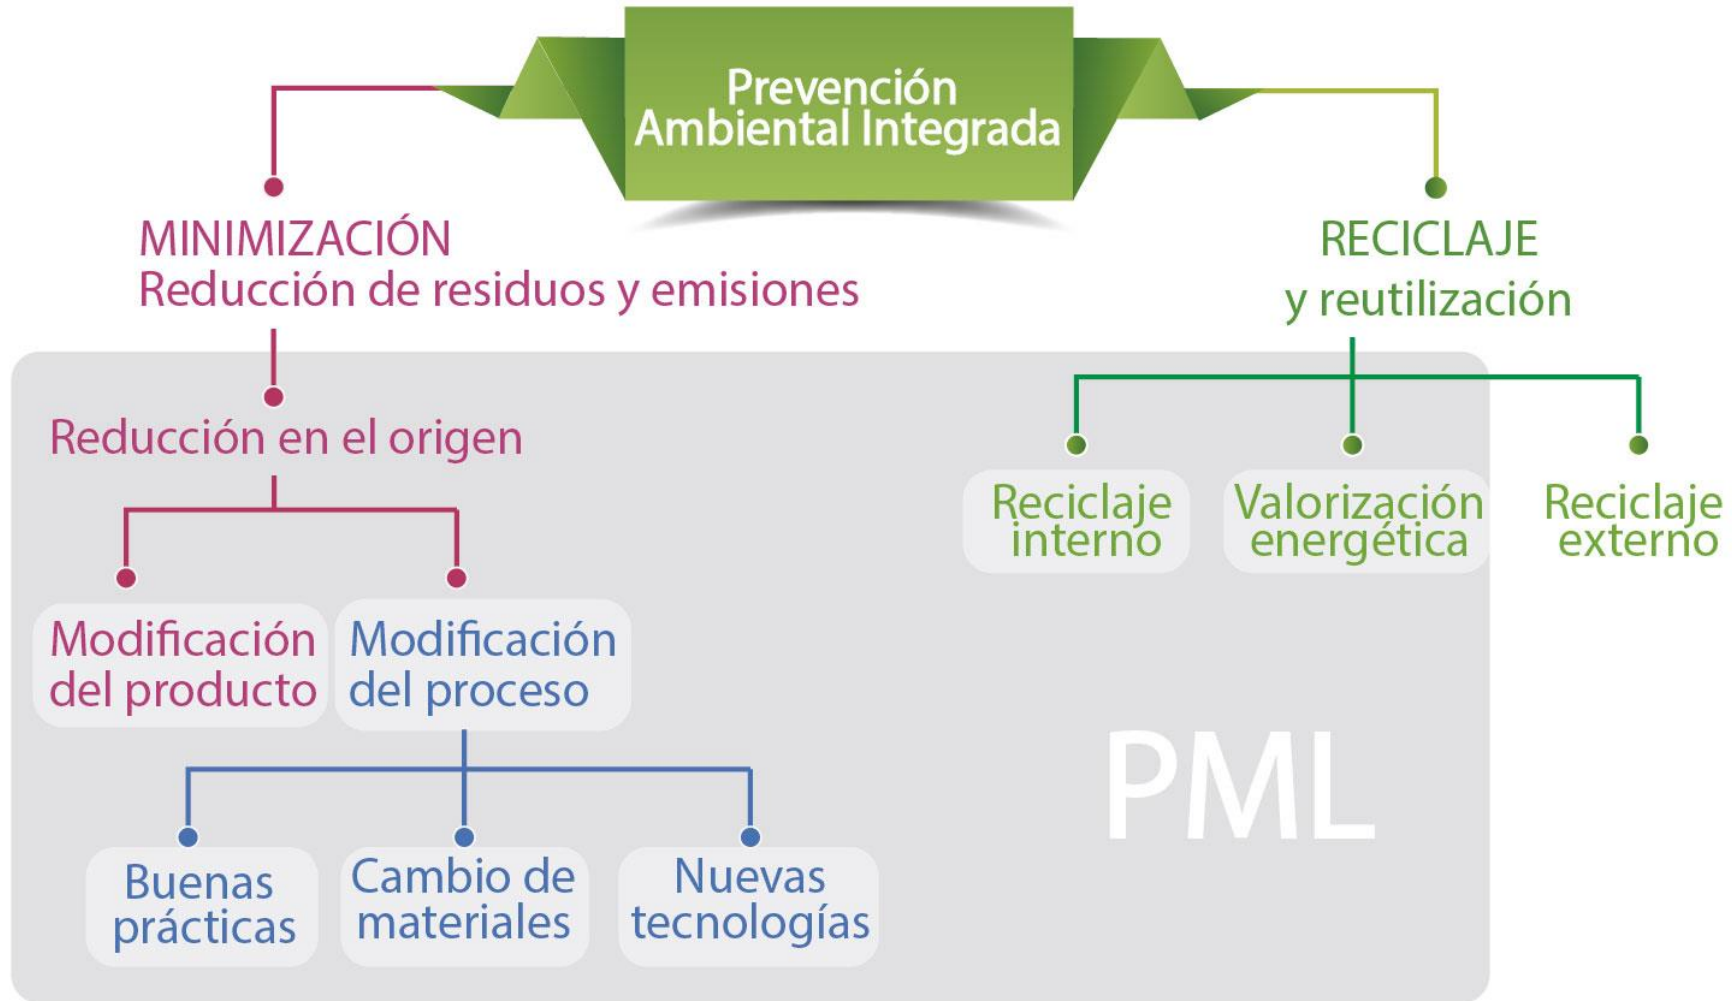 Prevención
Ambiental Integrada
MINIMIZACIÓN
Reducción de residuos y emisiones
RECICLAJE
y reutilización
Reducción en el origen
Reciclaje
interno
Valorización
energética
Reciclaje
externo
Modificación
del producto
Modificación
del proceso
PML
Buenas
prácticas
Cambio de
materiales
Nuevas
tecnologías